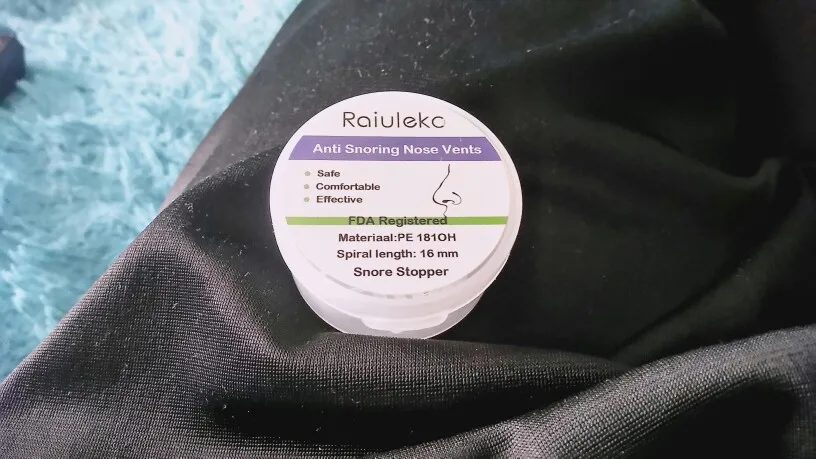 Raiuleko
Anti Snoring Nose Vents
Safe
Comfortable
Effective
FDA Registered
Materiaal:PE 181OH
Spiral length: 16 mm
Snore Stopper